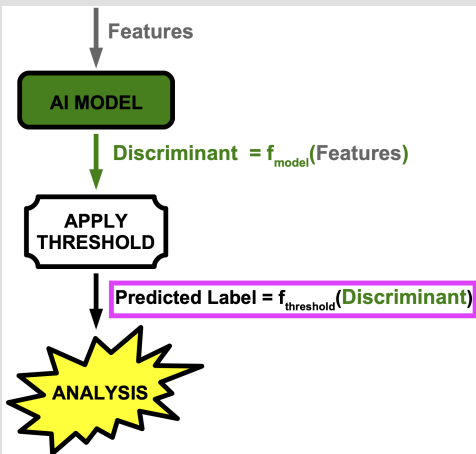 Features
AI MODEL
Discriminant = fmodel(Features)
APPLY
THRESHOLD
Predicted Label = fthreshold(Discriminant)
ANALYSIS